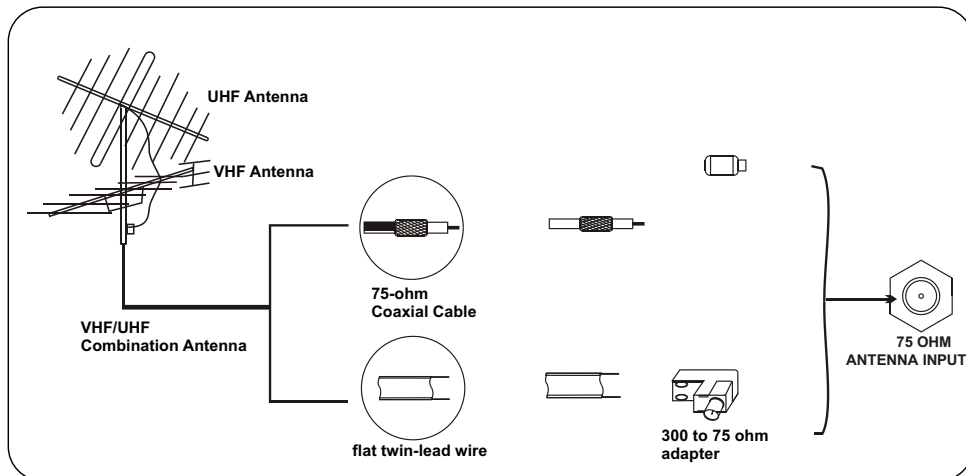 UHF Antenna
VHF Antenna
75-ohm
Coaxial Cable
VHF/UHF
Combination Antenna
75 OHM
ANTENNA INPUT
flat twin-lead wire
300 to 75 ohm
adapter